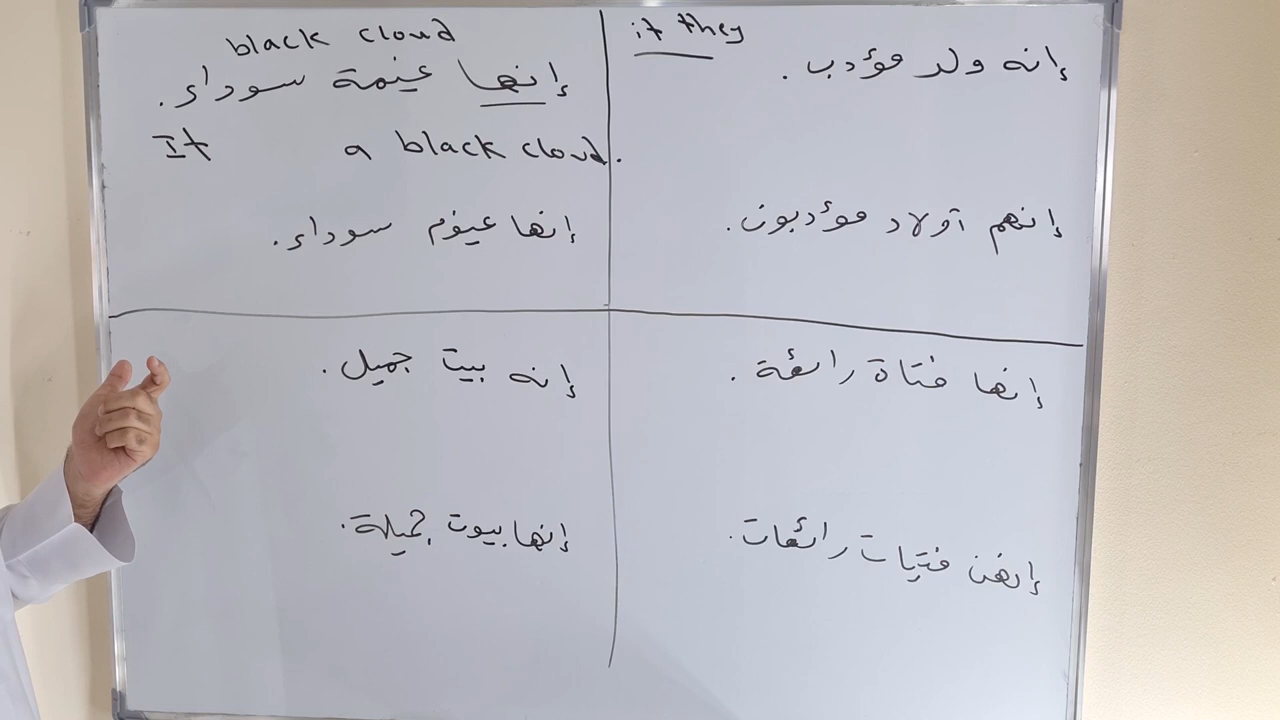 it they
إنه ولد مؤدب .
إنهم أولاد مؤدبون .
black cloud
إنها غيمة سوداء .
It a black cloud .
إنها غيوم سوداء .
إنها فتاة رائعة .
إنهن فتيات رائعات .
إنه بيت جميل .
إنها بيوت جميلة .